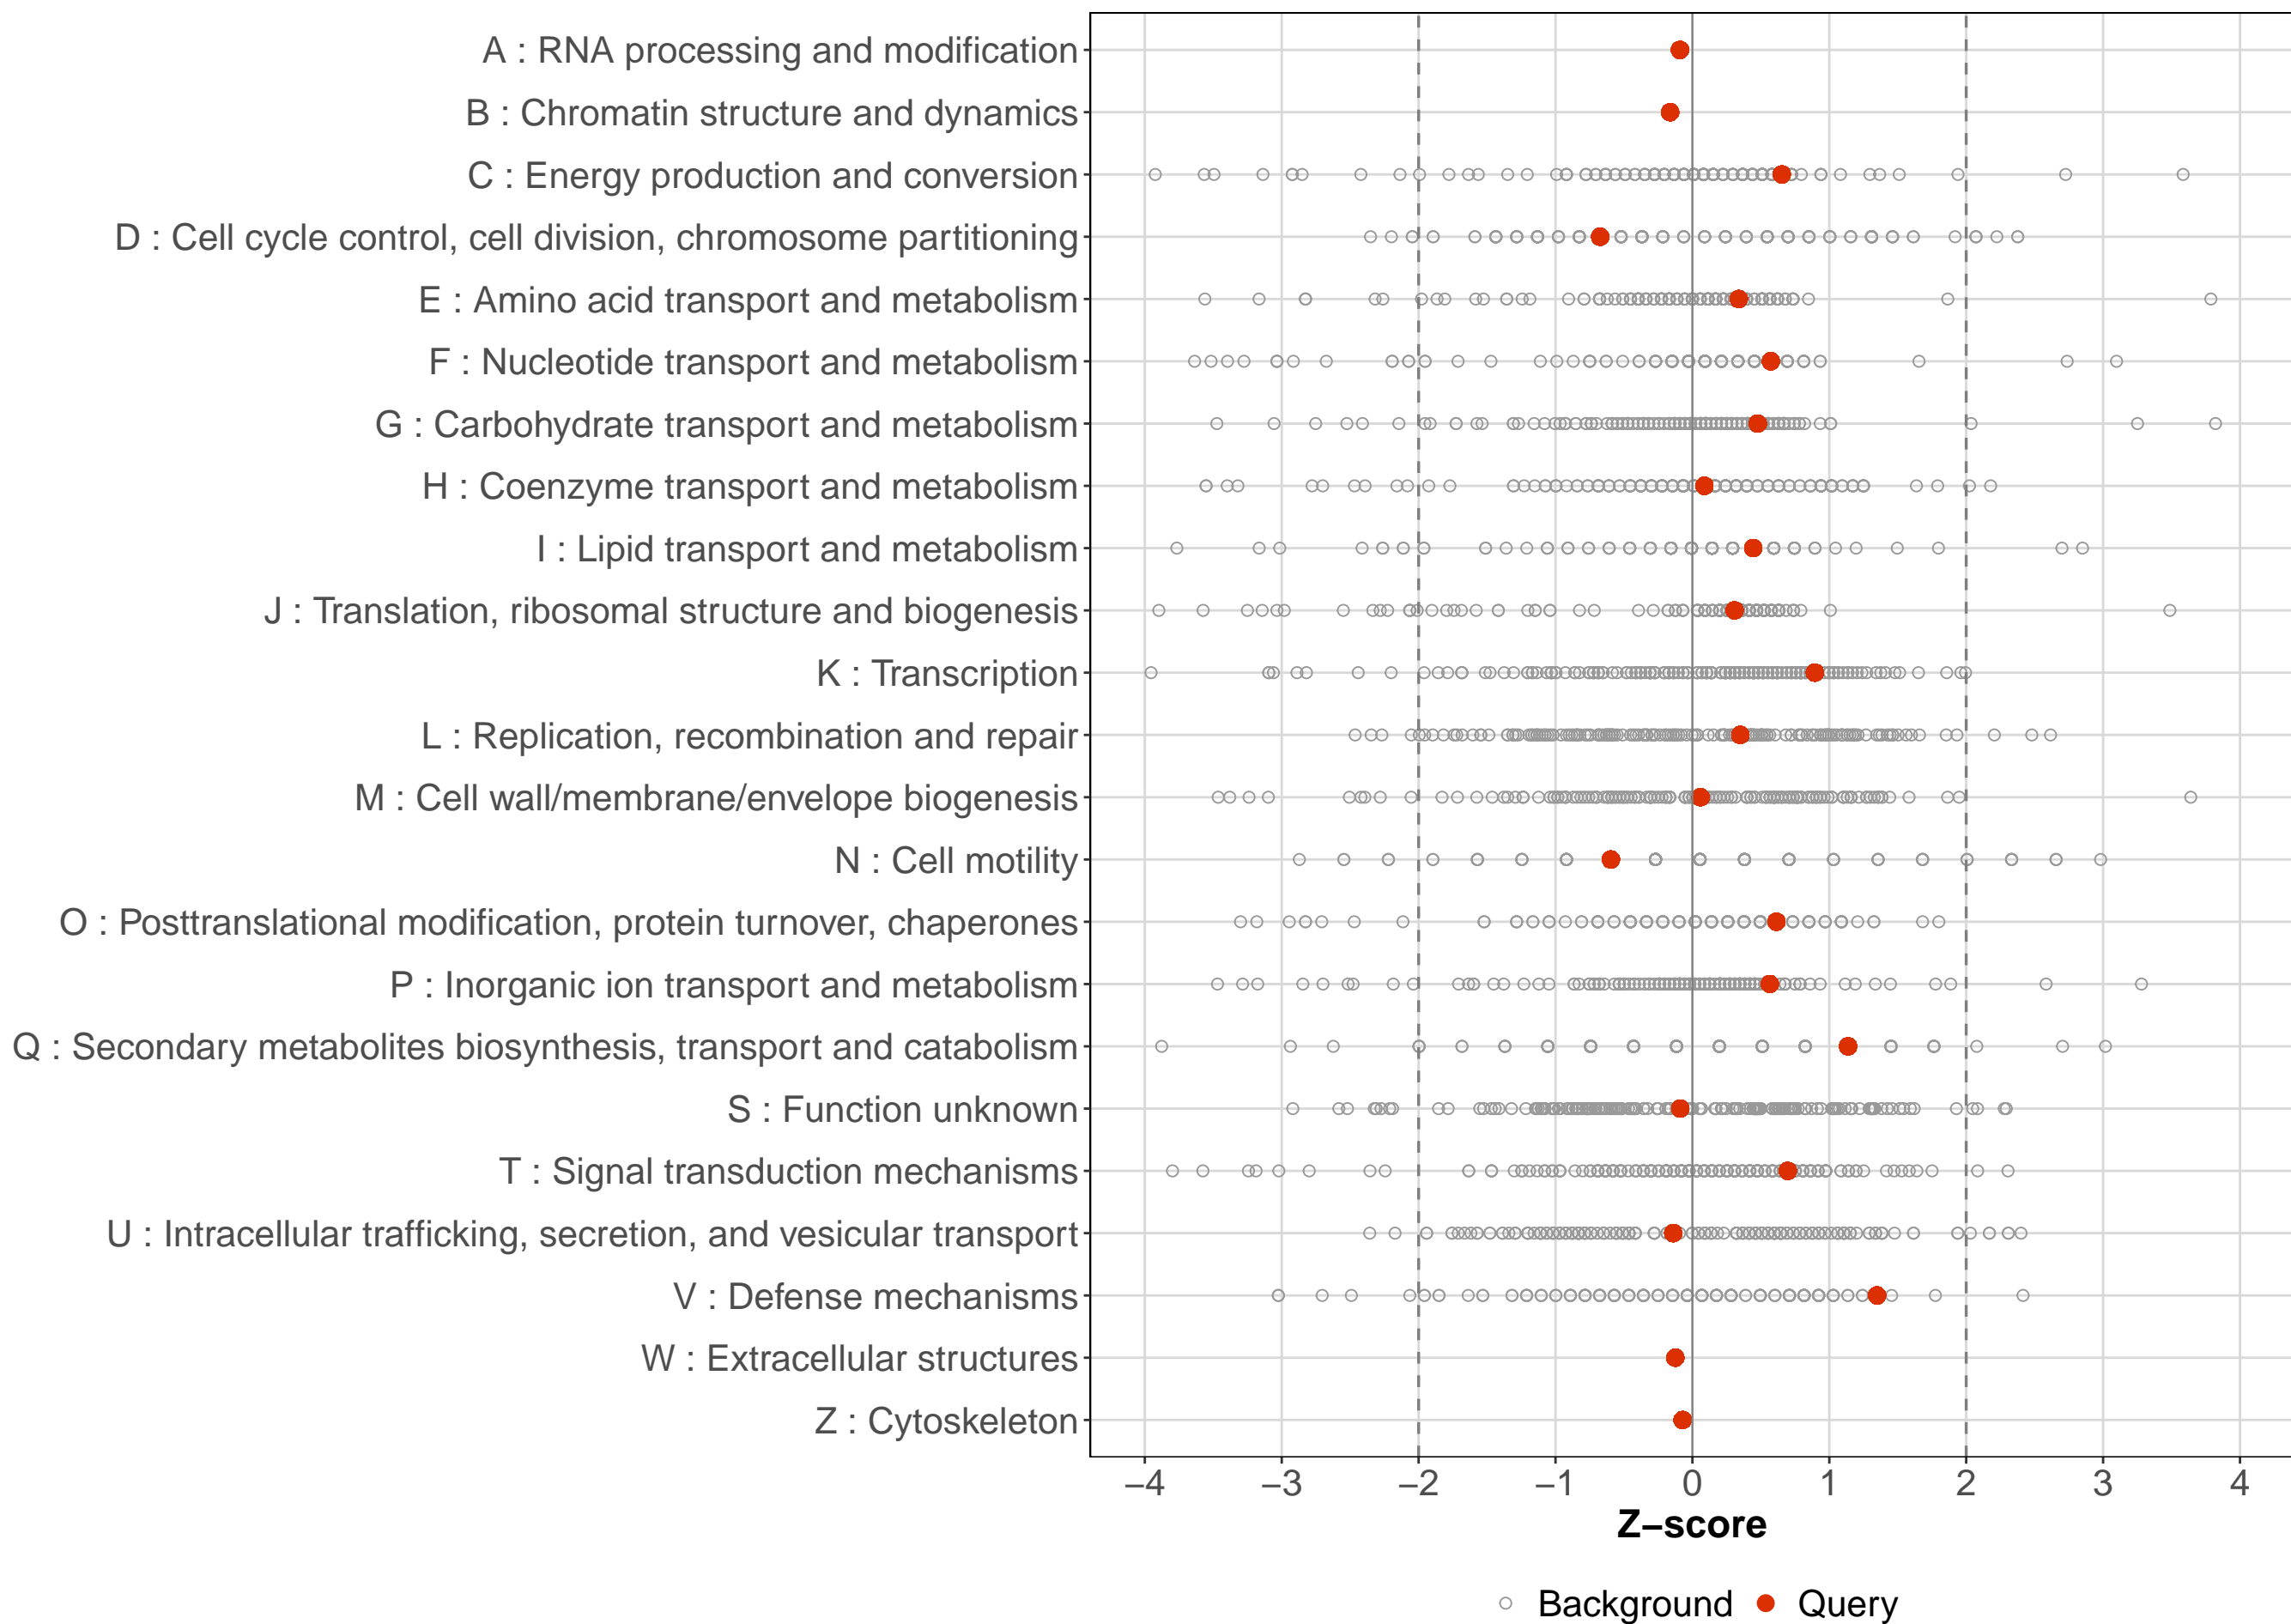 A : RNA processing and modification
B : Chromatin structure and dynamics
C : Energy production and conversion
D : Cell cycle control, cell division, chromosome partitioning
E : Amino acid transport and metabolism
F : Nucleotide transport and metabolism
G : Carbohydrate transport and metabolism
H : Coenzyme transport and metabolism
I : Lipid transport and metabolism
J : Translation, ribosomal structure and biogenesis
K : Transcription
L : Replication, recombination and repair
M : Cell wall/membrane/envelope biogenesis
N : Cell motility
O : Posttranslational modification, protein turnover, chaperones
P : Inorganic ion transport and metabolism
Q : Secondary metabolites biosynthesis, transport and catabolism
S : Function unknown
T : Signal transduction mechanisms
U : Intracellular trafficking, secretion, and vesicular transport
V : Defense mechanisms
W : Extracellular structures
Z : Cytoskeleton
−4 −3 −2 −1 0 1 2 3 4
Z−score
Background Query